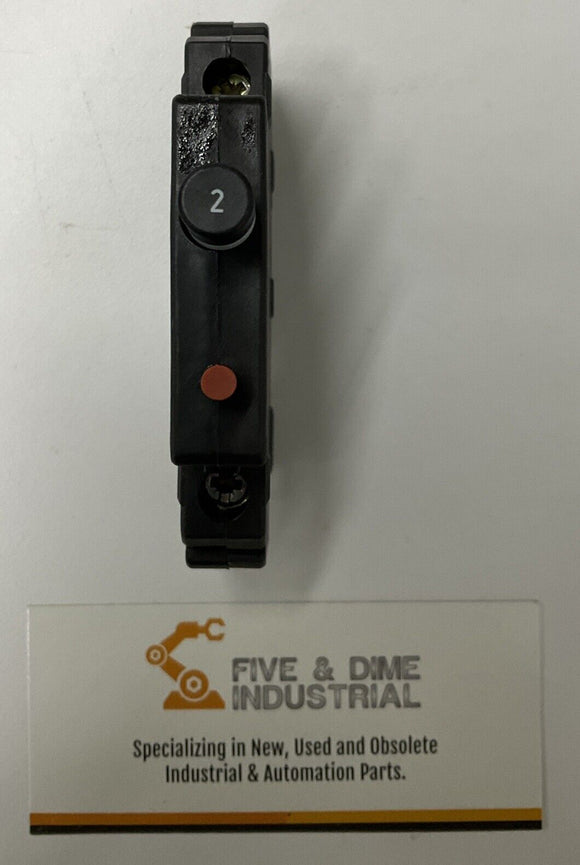 2
FIVE & DIME
INDUSTRIAL
Specializing in New, Used and Obsolete
Industrial & Automation Parts.